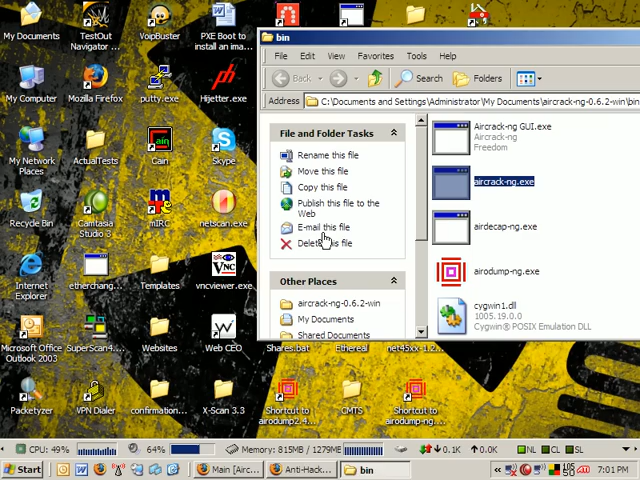 My Documents
TestOut
Navigator ...
VoipBuster
PXE Boot to
install an ima...
My Computer
Mozilla Firefox
putty.exe
Hijetter.exe
My Network
Places
ActualTests
Cain
Skype
Recycle Bin
Camtasia
Studio 3
mIRC
netscan.exe
Internet
Explorer
etherchang...
Templates
vncviewer.exe
Microsoft Office
Outlook 2003
SuperScan4....
Websites
Web CEO
Shares.bat
Ethereal
net45xx-1.2...
Packetyzer
VPN Dialer
confirmation...
X-Scan 3.3
Shortcut to
airodump2.4...
CMTS
Shortcut to
airodump-ng...
bin
File Edit View Favorites Tools Help
Back Search Folders
Address C:\Documents and Settings\Administrator\My Documents\aircrack-ng-0.6.2-win\bin
File and Folder Tasks
Rename this file
Move this file
Copy this file
Publish this file to the
Web
E-mail this file
Delete this file
Other Places
aircrack-ng-0.6.2-win
My Documents
Shared Documents
Aircrack-ng GUI.exe
Aircrack-ng
Freedom
aircrack-ng.exe
airdecap-ng.exe
airodump-ng.exe
cygwin1.dll
1005.19.0.0
Cygwin® POSIX Emulation DLL
CPU: 49% 64% Memory: 815MB / 1279MB 0.1K 0.0K NL CL SL
Start Main [Airc... Anti-Hack... bin 7:01 PM